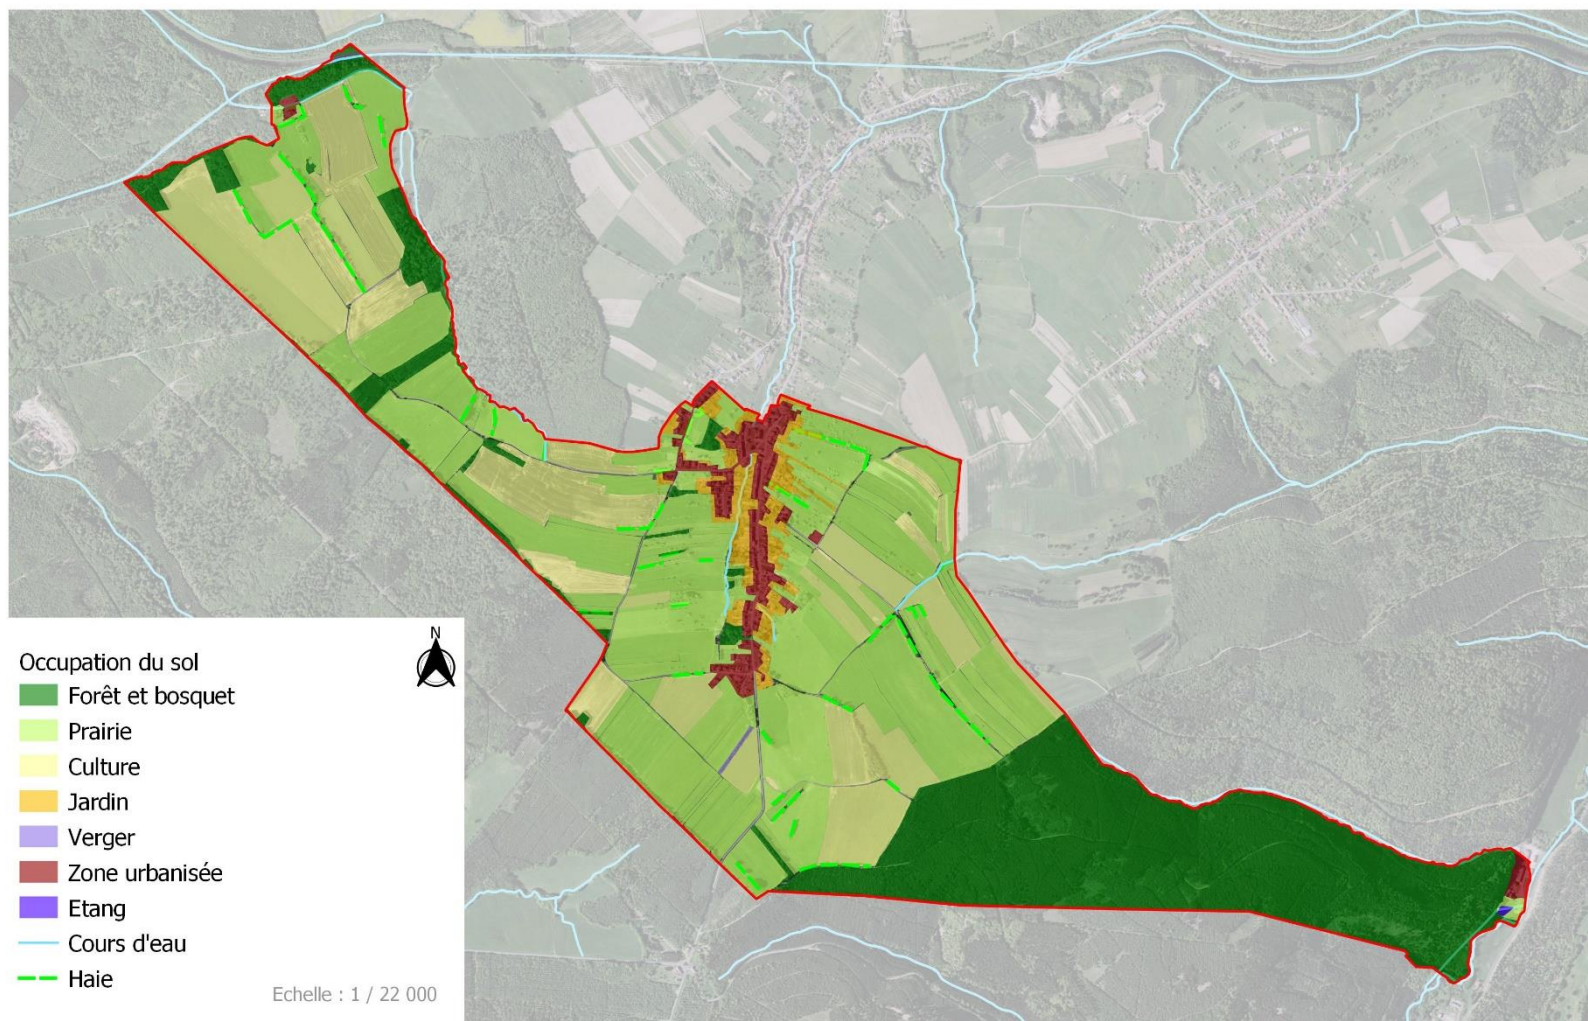 N
Occupation du sol
Forêt et bosquet
Prairie
Culture
Jardin
Verger
Zone urbanisée
Etang
Cours d'eau
Haie
Echelle : 1 / 22 000